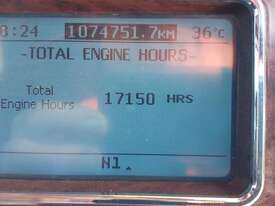 8:24 1074751.7KM 36°C
-TOTAL ENGINE HOURS-
Total
Engine Hours 17150 HRS
N1